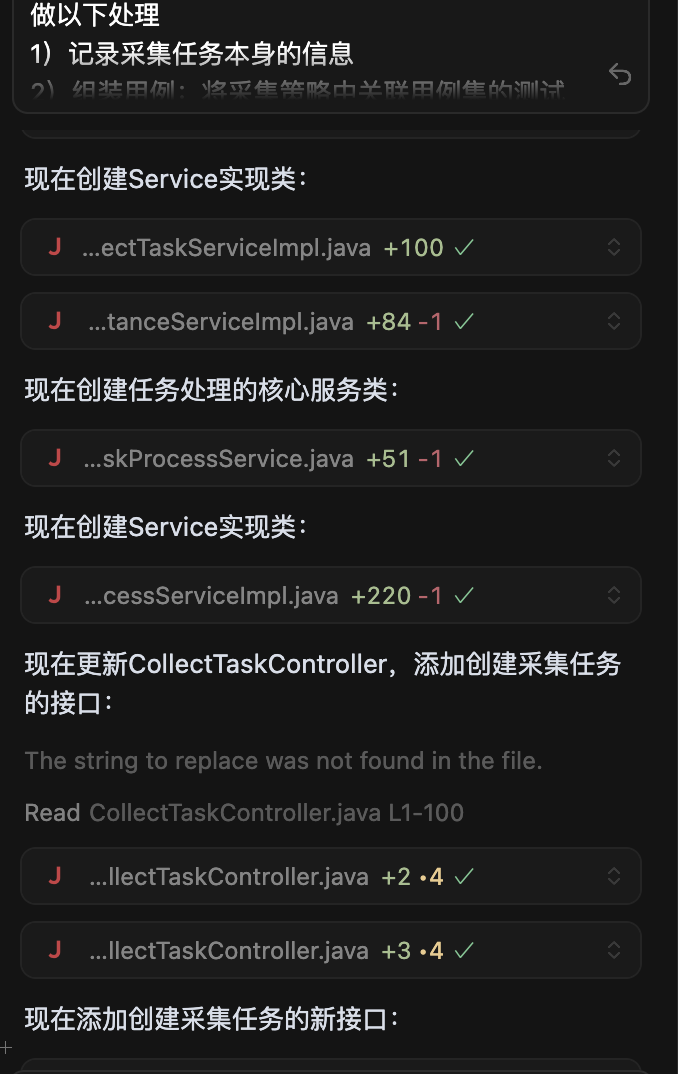 做以下处理
1）记录采集任务本身的信息
2）组装用例：将采集策略中关联用例集的测试
现在创建Service实现类：
J ...ectTaskServiceImpl.java +100
J ...tanceServiceImpl.java +84 -1
现在创建任务处理的核心服务类：
J ...skProcessService.java +51 -1
现在创建Service实现类：
J ...cessServiceImpl.java +220 -1
现在更新CollectTaskController，添加创建采集任务
的接口：
The string to replace was not found in the file.
Read CollectTaskController.java L1-100
J ...llectTaskController.java +2 •4
J ...llectTaskController.java +3 •4
现在添加创建采集任务的新接口：